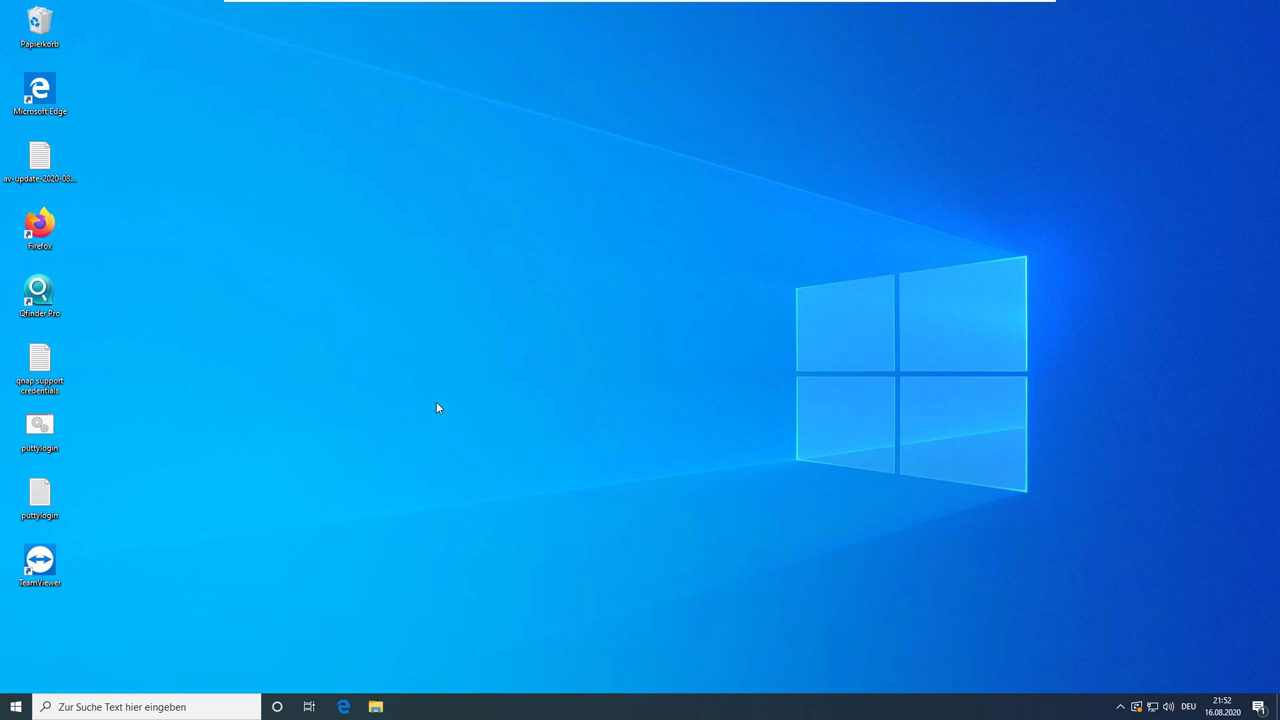 Papierkorb
Microsoft Edge
av-update-2020-08...
Firefox
Qfinder Pro
qnap support
credentials
puttylogin
puttylogin
TeamViewer
Zur Suche Text hier eingeben
DEU
21:52
16.08.2020
1